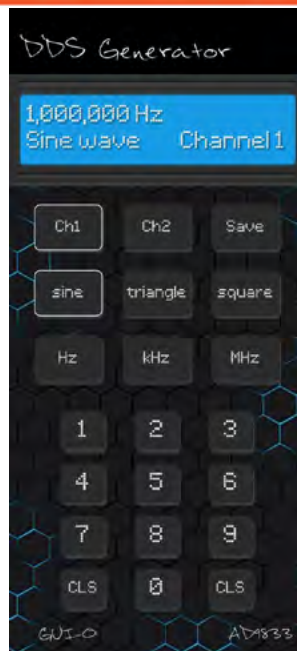 DDS Generator
1,000,000 Hz
Sine wave Channel 1
Ch1 Ch2 Save
sine triangle square
Hz kHz MHz
1 2 3
4 5 6
7 8 9
CLS 0 CLS
GUI-O AD9833